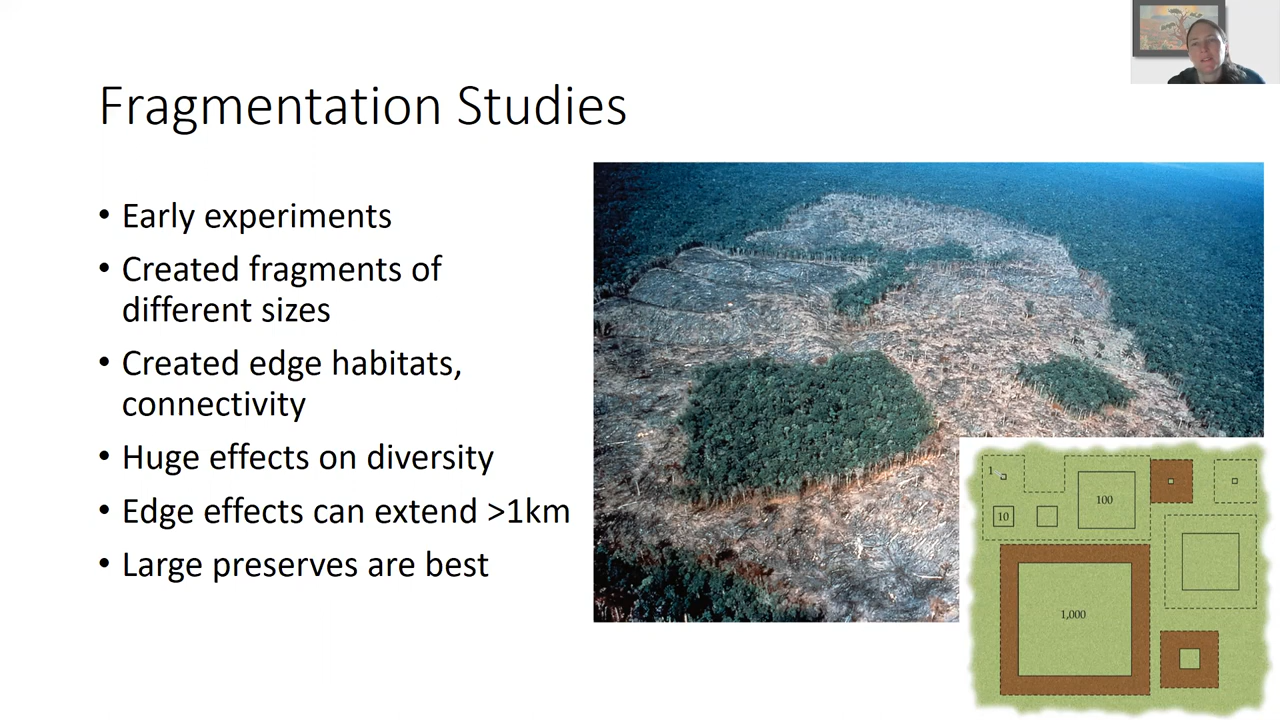 Fragmentation Studies
• Early experiments
• Created fragments of
different sizes
• Created edge habitats,
connectivity
• Huge effects on diversity
• Edge effects can extend >1km
• Large preserves are best
1
100
10
1,000